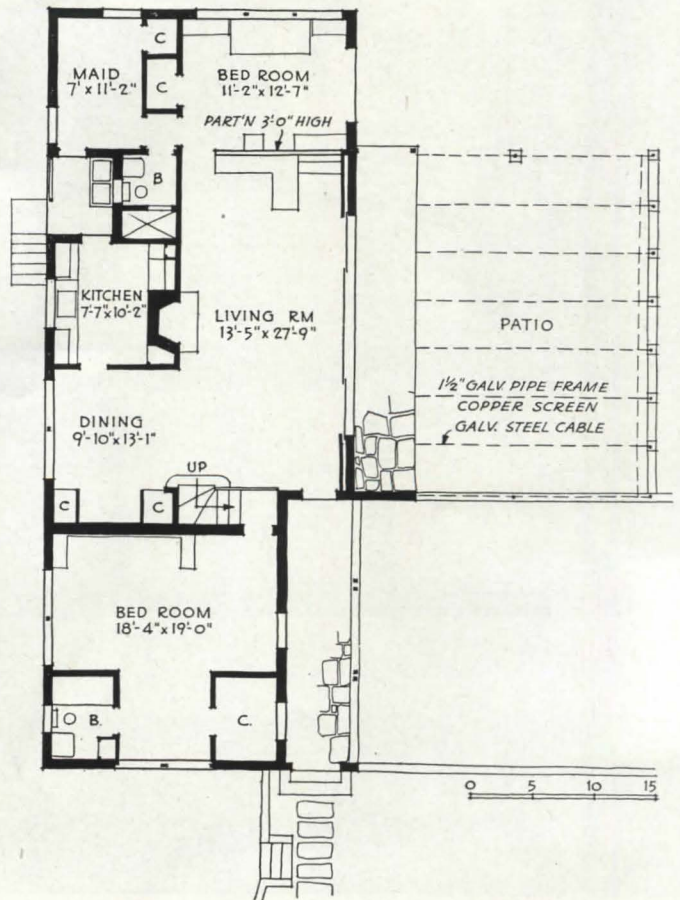 C
MAID
7' x 11'-2"
C
BED ROOM
11'-2" x 12'-7"
PART'N 3'-0" HIGH
B
KITCHEN
7'-7" x 10'-2"
LIVING RM
13'-5" x 27'-9"
PATIO
1½" GALV. PIPE FRAME
COPPER SCREEN
GALV. STEEL CABLE
DINING
9'-10" x 13'-1"
UP
C
C
BED ROOM
18'-4" x 19'-0"
B.
C.
0 5 10 15